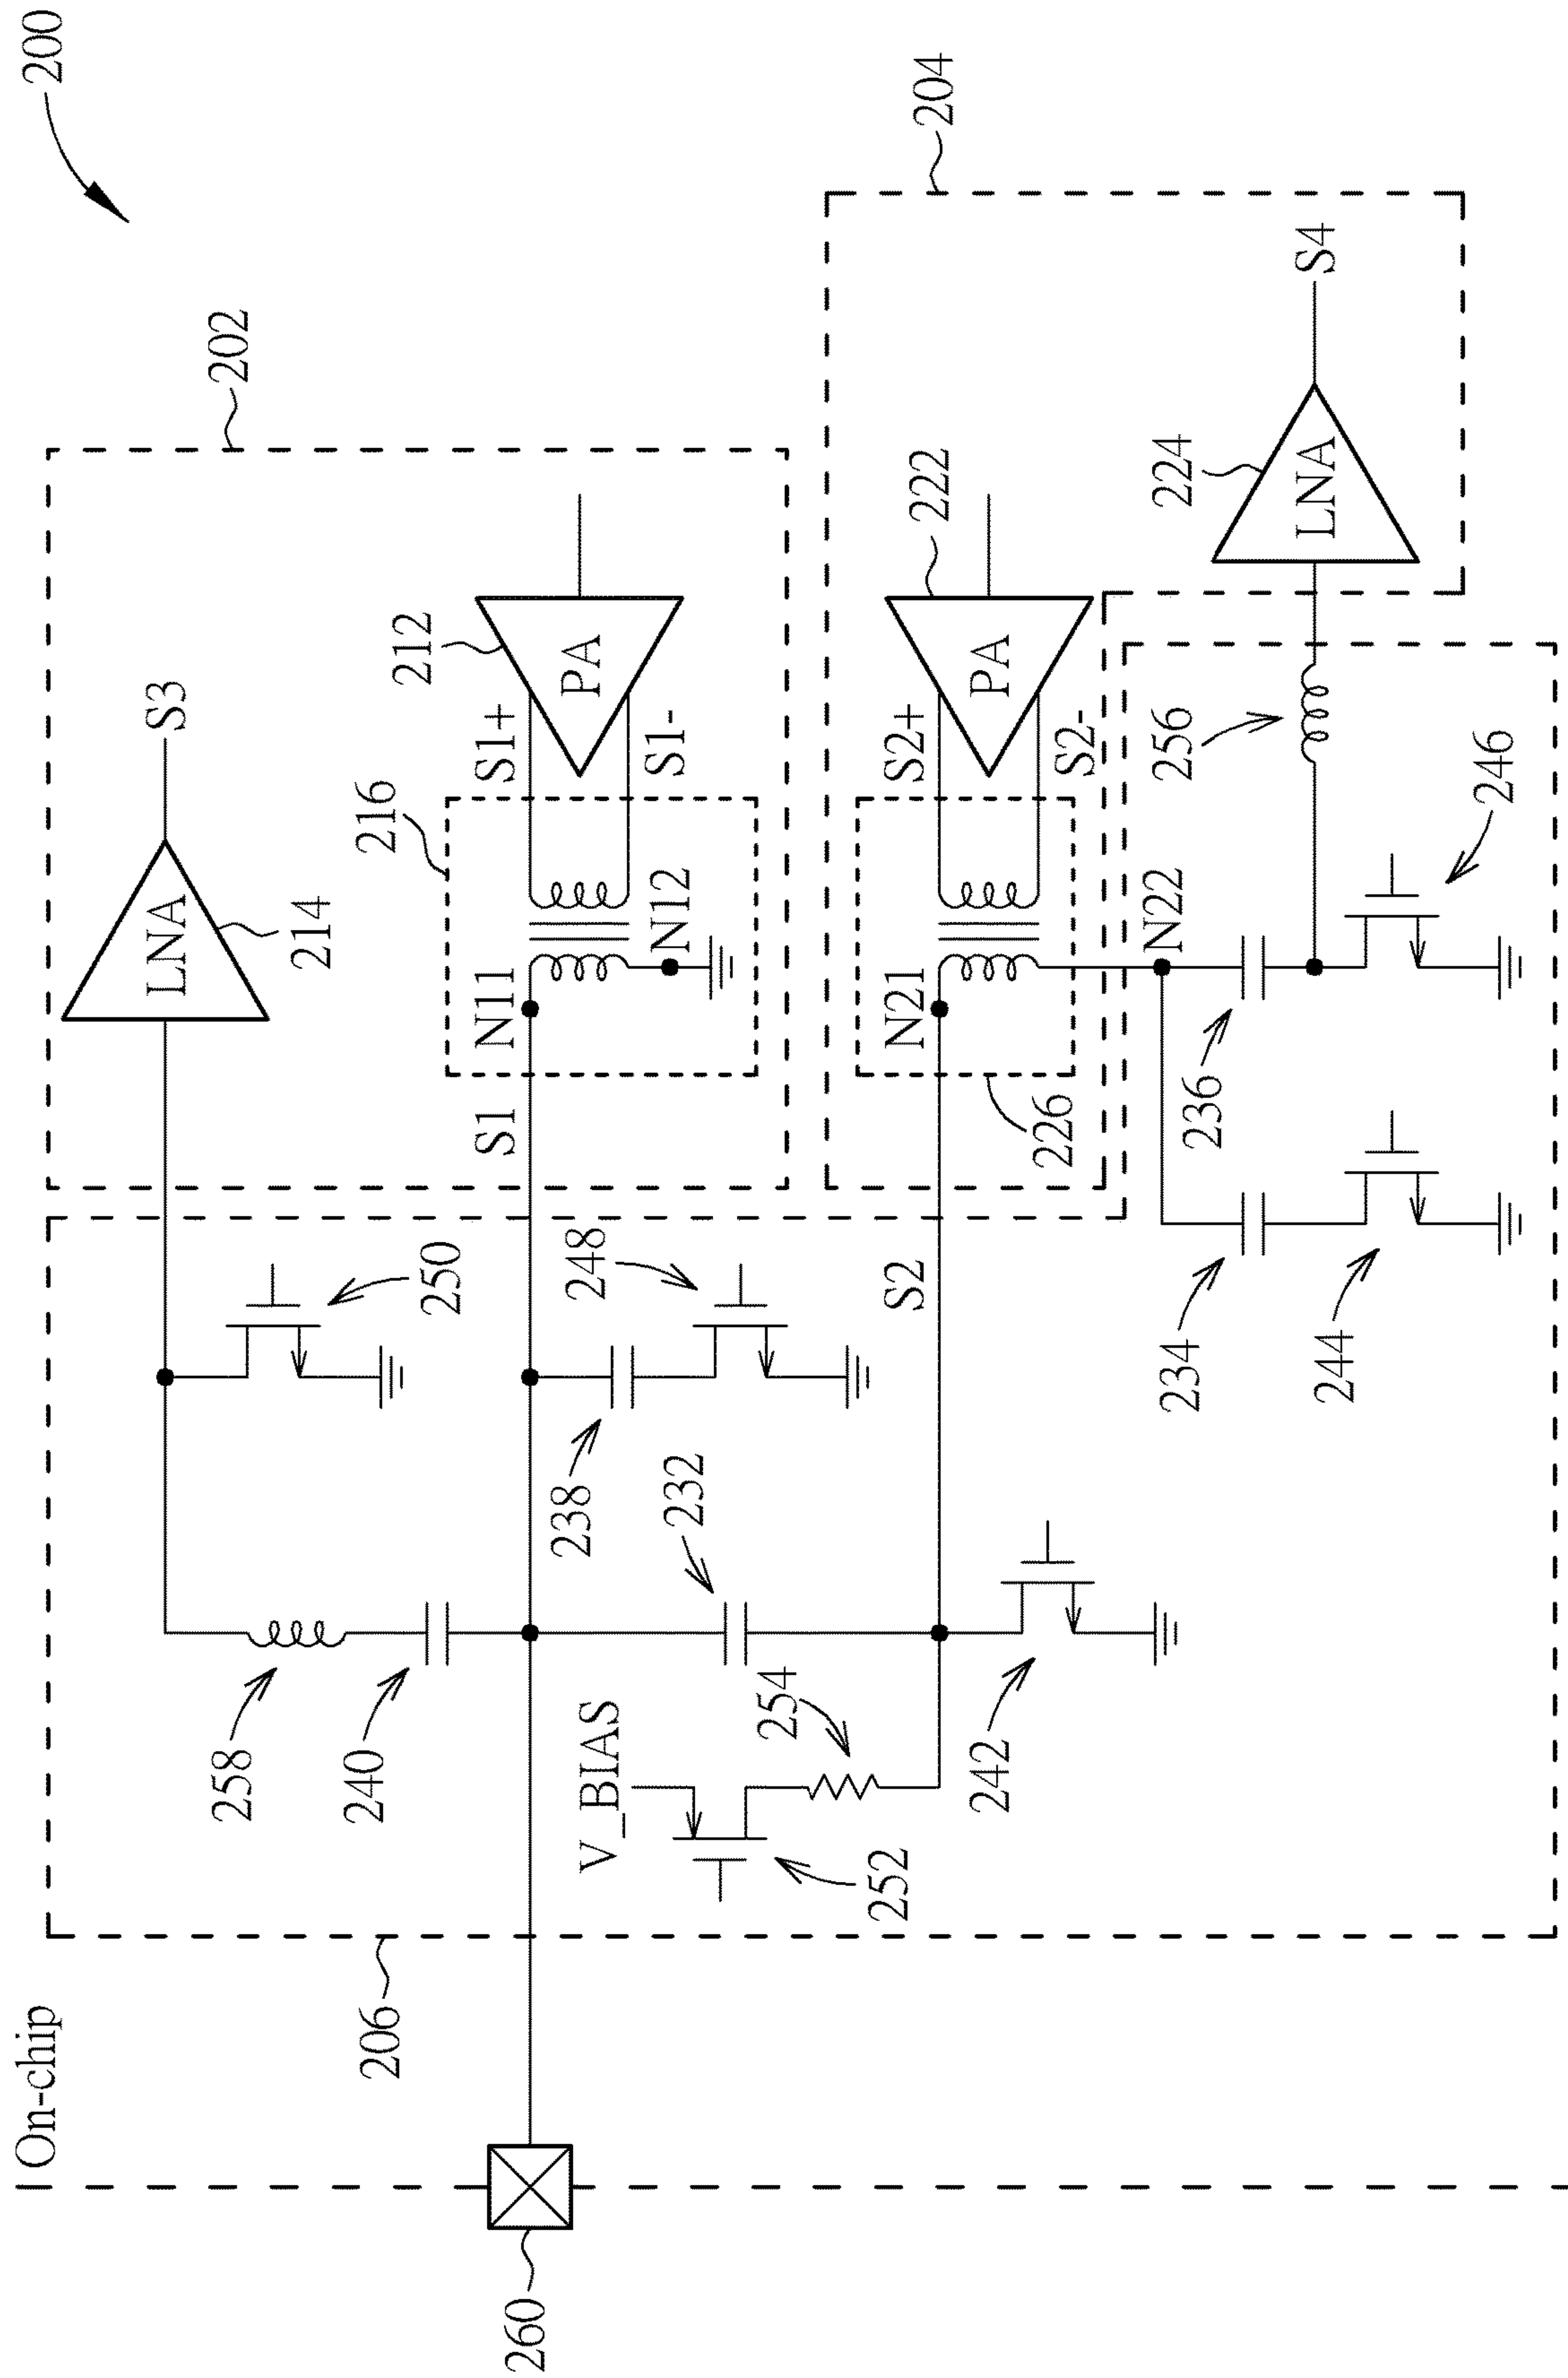 200
On-chip
206
202
LNA
214
S3
258
250
240
216
S1
N11
S1+
212
PA
S1-
N12
260
238
248
232
V_BIAS
252
254
204
S2
N21
S2+
222
PA
S2-
226
242
N22
234
244
236
246
256
224
LNA
S4